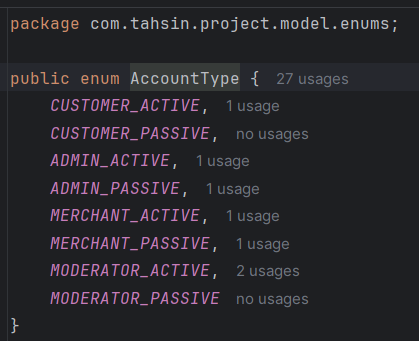 package com.tahsin.project.model.enums;
public enum AccountType { 27 usages
CUSTOMER_ACTIVE, 1 usage
CUSTOMER_PASSIVE, no usages
ADMIN_ACTIVE, 1 usage
ADMIN_PASSIVE, 1 usage
MERCHANT_ACTIVE, 1 usage
MERCHANT_PASSIVE, 1 usage
MODERATOR_ACTIVE, 2 usages
MODERATOR_PASSIVE no usages
}